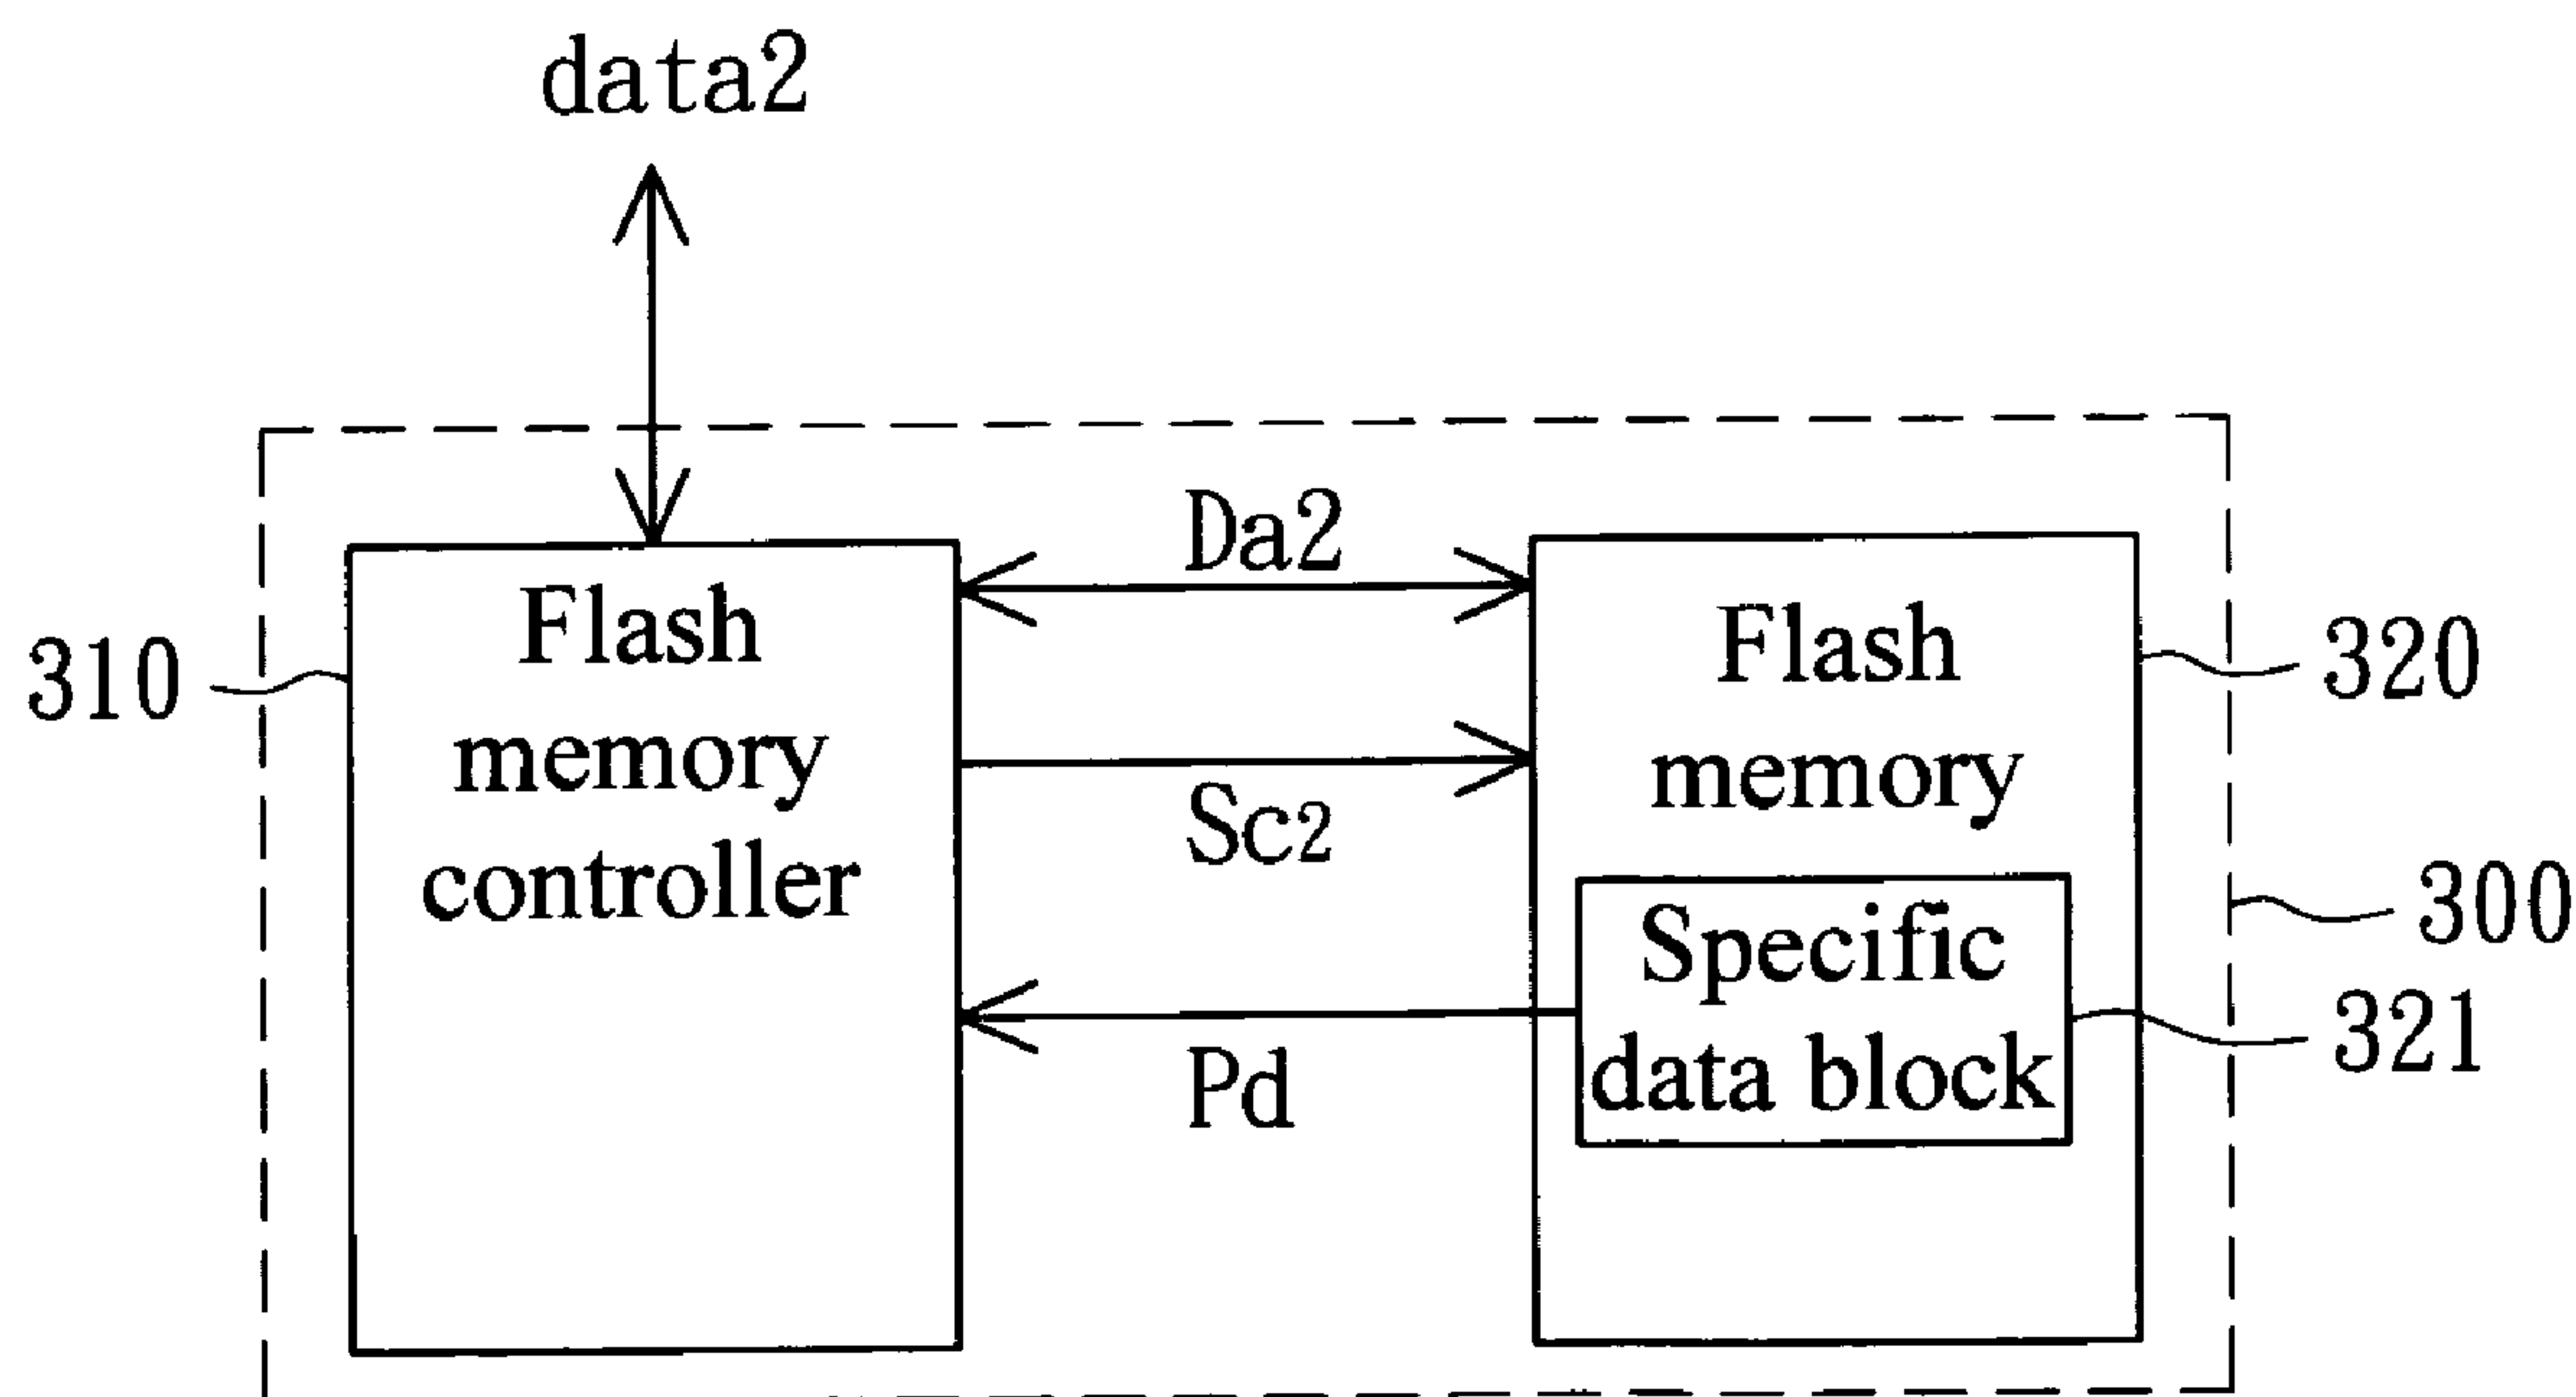 data2
Da2
Flash
memory
controller
310
Sc2
Pd
Flash
memory
320
Specific
data block
300
321